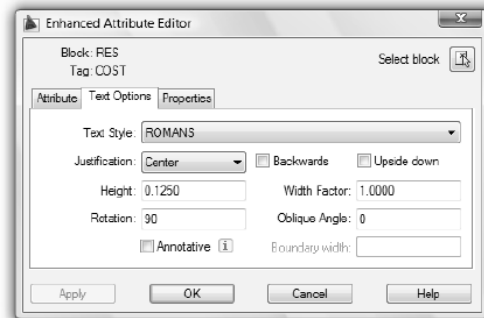 Enhanced Attribute Editor
Block: RES
Tag: COST
Select block
Attribute Text Options Properties
Text Style: ROMANS
Justification: Center Backwards Upside down
Height: 0.1250 Width Factor: 1.0000
Rotation: 90 Oblique Angle: 0
Annotative i Boundary width:
Apply OK Cancel Help